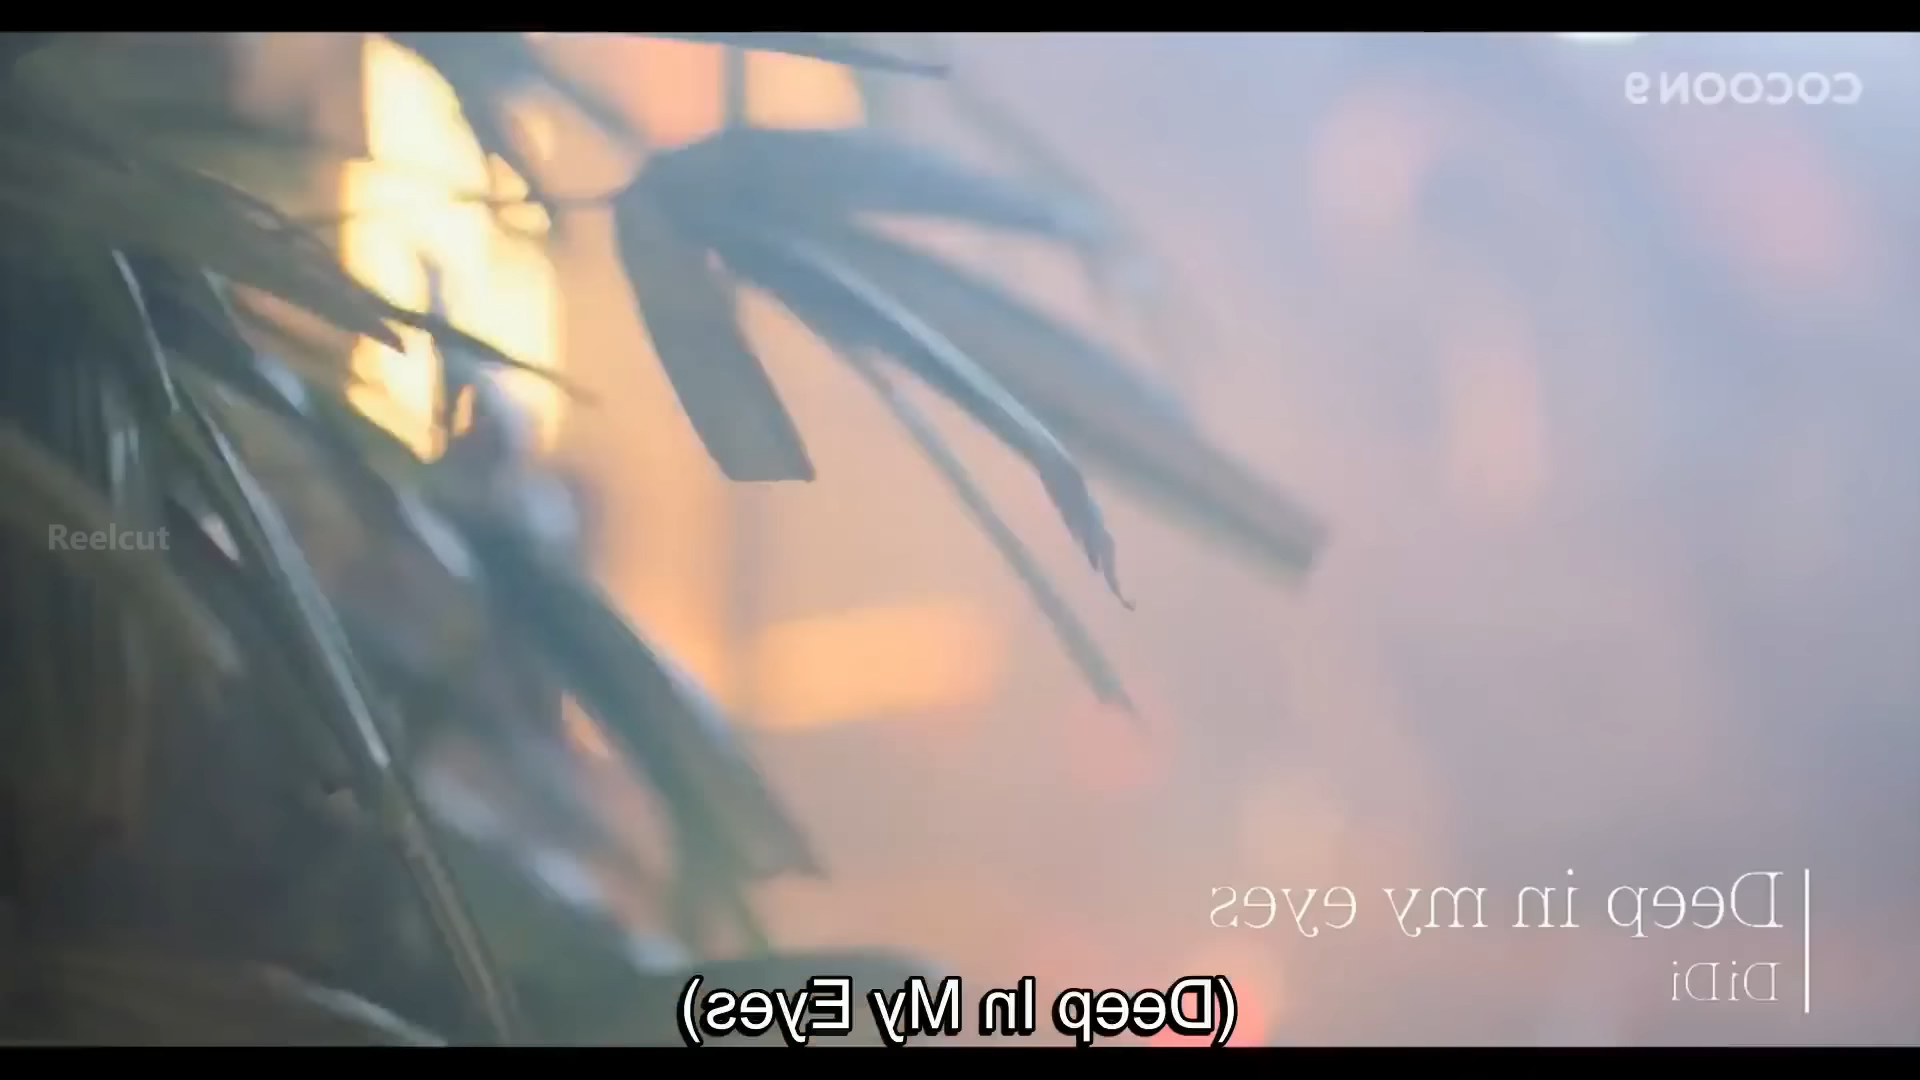 COCOON9
Reelcut
Deep in my eyes
DiDi
(Deep In My Eyes)